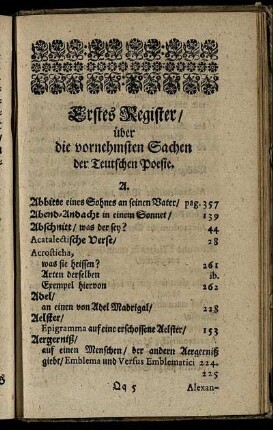 Erstes Register/
über
die vornehmsten Sachen
der Teutschen Poesie.
A.
Abbitte eines Sohnes an seinen Vater/ pag. 357
Abend-Andacht in einem Sonnet/ 139
Abschnitt/ was der sey? 44
Acatalectische Verse/ 28
Acrosticha,
was sie heissen? 261
Arten derselben ib.
Exempel hiervon 262
Adel/
an einen von Adel Madrigal/ 228
Aelster/
Epigramma auf eine erschossene Aelster/ 153
Aergerniß/
auf einen Menschen/ der andern Aergerniß
giebt/ Emblema und Versus Emblematici 224.
225
Qq 5 Alexan-